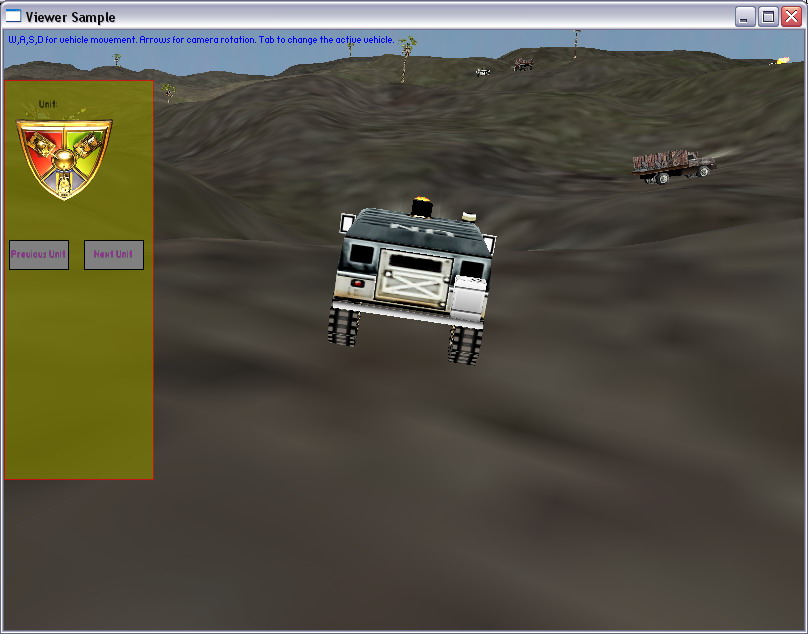 Viewer Sample
W,A,S,D for vehicle movement. Arrows for camera rotation. Tab to change the active vehicle.
Unit:
Previous Unit
Next Unit